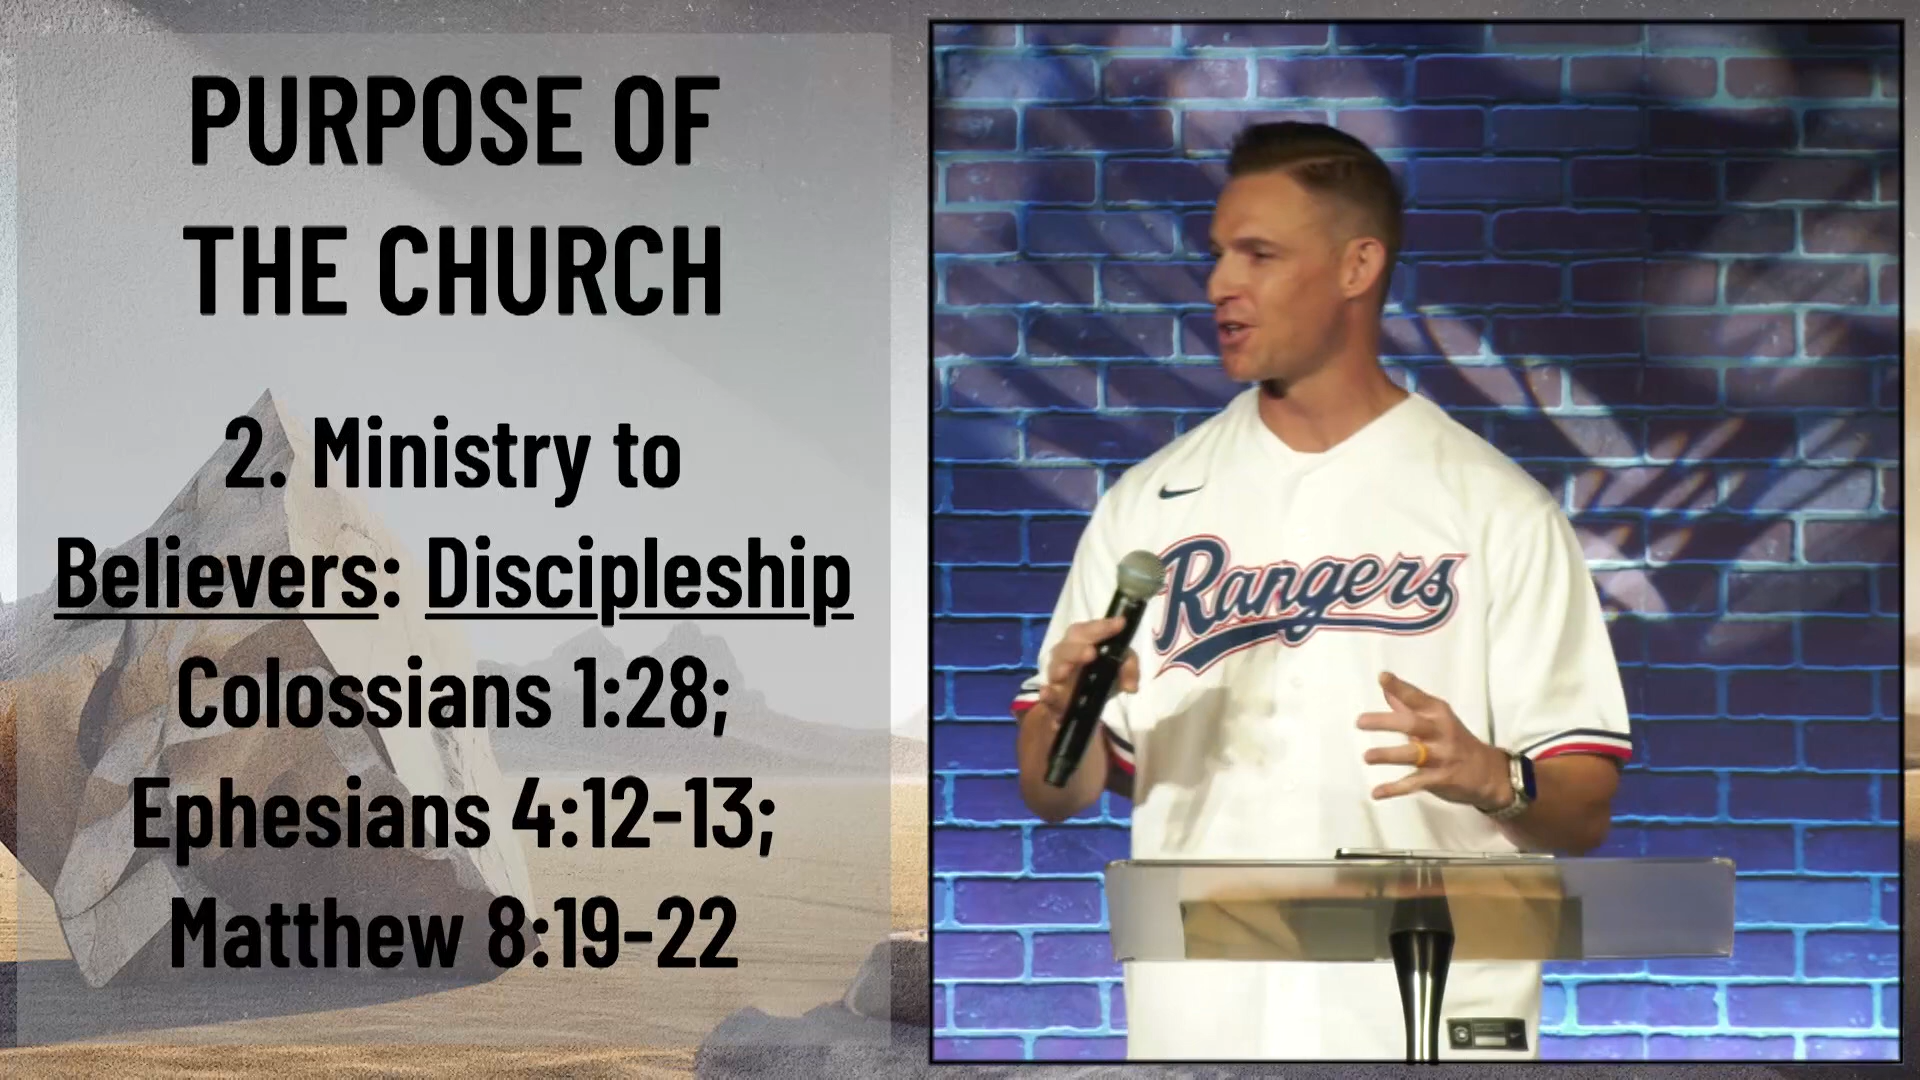 PURPOSE OF
THE CHURCH
2. Ministry to
Believers: Discipleship
Colossians 1:28;
Ephesians 4:12-13;
Matthew 8:19-22
Rangers